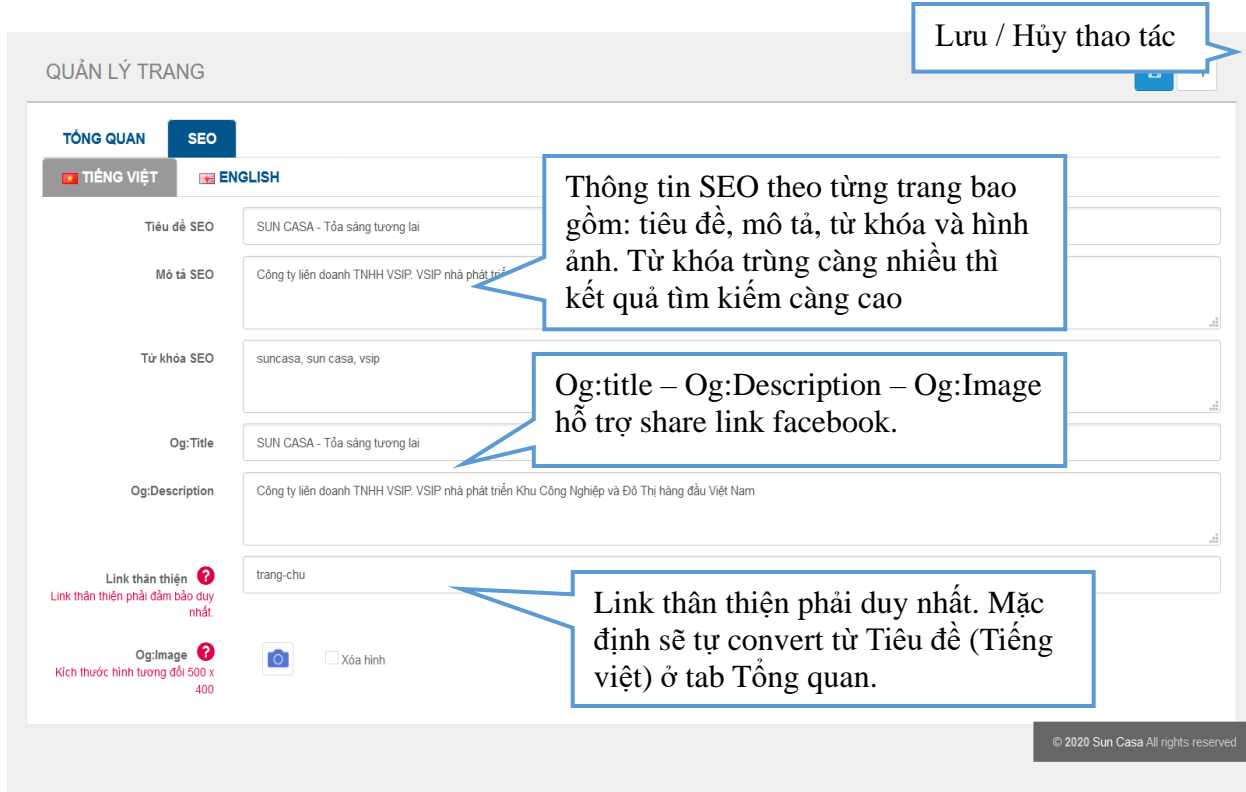 Lưu / Hủy thao tác
QUẢN LÝ TRANG
TỔNG QUAN
SEO
TIẾNG VIỆT
ENGLISH
Thông tin SEO theo từng trang bao
gồm: tiêu đề, mô tả, từ khóa và hình
ảnh. Từ khóa trùng càng nhiều thì
kết quả tìm kiếm càng cao
Tiêu đề SEO
SUN CASA - Tỏa sáng tương lai
Mô tả SEO
Công ty liên doanh TNHH VSIP. VSIP nhà phát
Từ khóa SEO
suncasa, sun casa, vsip
Og:title – Og:Description – Og:Image
hỗ trợ share link facebook.
Og:Title
SUN CASA - Tỏa sáng tương lai
Og:Description
Công ty liên doanh TNHH VSIP. VSIP nhà phát triển Khu Công Nghiệp và Đô Thị hàng đầu Việt Nam
Link thân thiện ?
Link thân thiện phải đảm bảo duy
nhất.
trang-chu
Link thân thiện phải duy nhất. Mặc
định sẽ tự convert từ Tiêu đề (Tiếng
việt) ở tab Tổng quan.
Og:Image ?
Kích thước hình tương đối 500 x
400
Xóa hình
© 2020 Sun Casa All rights reserved